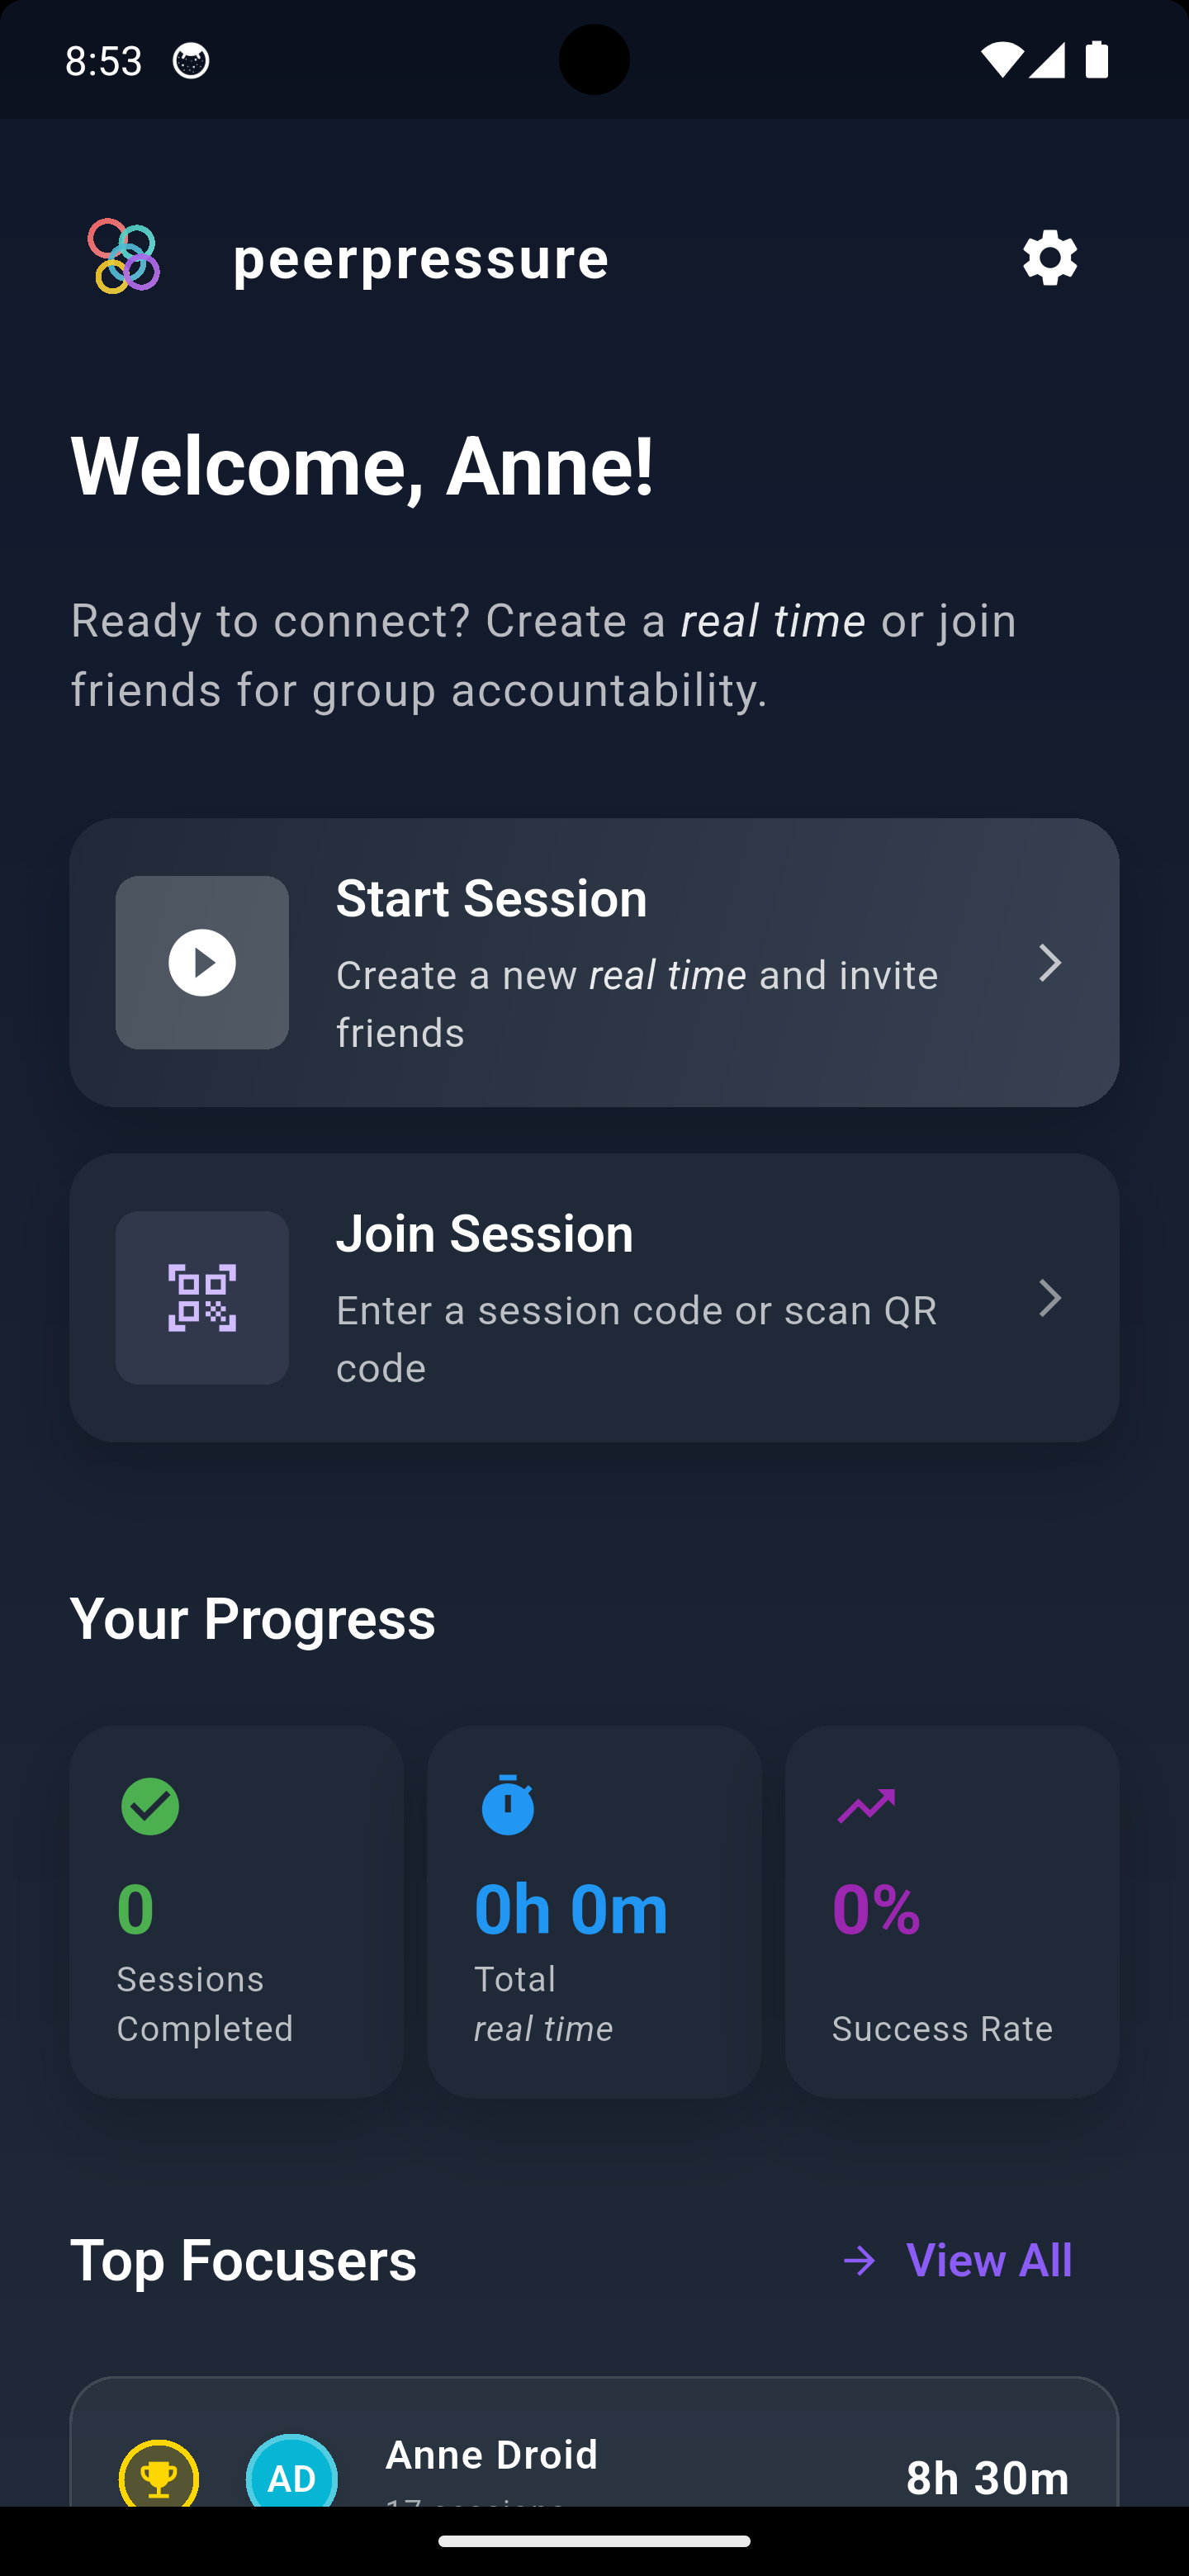 8:53
peerpressure
Welcome, Anne!
Ready to connect? Create a real time or join
friends for group accountability.
Start Session
Create a new real time and invite
friends
Join Session
Enter a session code or scan QR
code
Your Progress
0
Sessions
Completed
0h 0m
Total
real time
0%
Success Rate
Top Focusers
View All
AD
Anne Droid
8h 30m
17 sessions